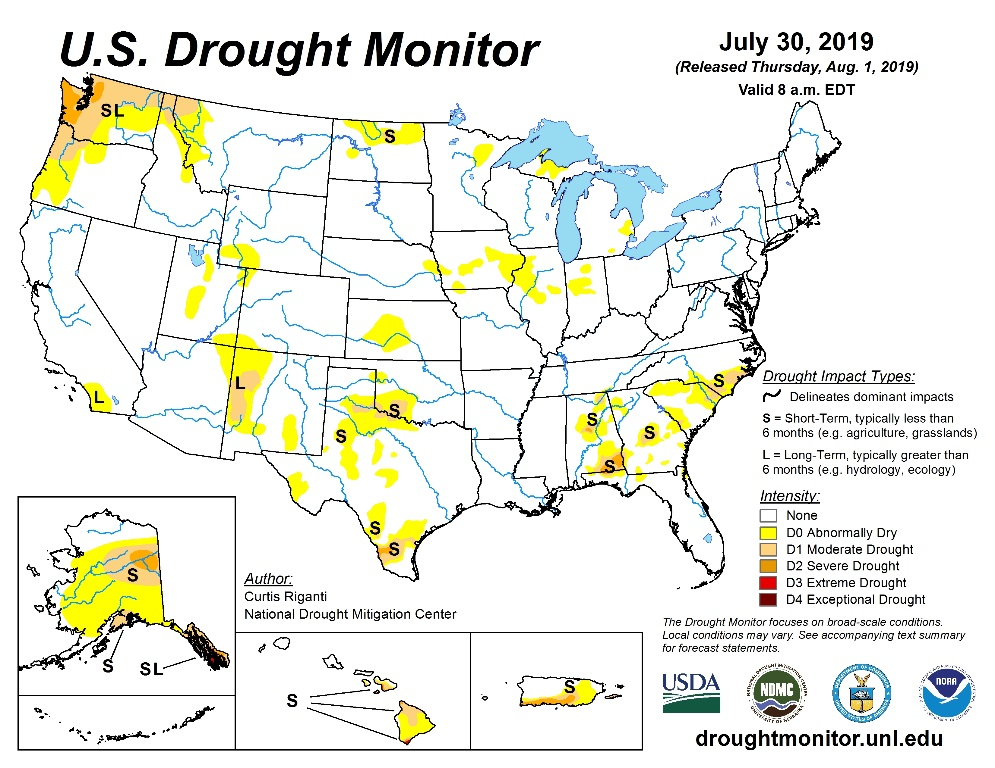 U.S. Drought Monitor
July 30, 2019
(Released Thursday, Aug. 1, 2019)
Valid 8 a.m. EDT
SL
S
L
L
S
S
S
S
S
S
S
S
Drought Impact Types:
Delineates dominant impacts
S = Short-Term, typically less than
6 months (e.g. agriculture, grasslands)
L = Long-Term, typically greater than
6 months (e.g. hydrology, ecology)
Intensity:
None
D0 Abnormally Dry
D1 Moderate Drought
D2 Severe Drought
D3 Extreme Drought
D4 Exceptional Drought
S
S
SL
Author:
Curtis Riganti
National Drought Mitigation Center
S
S
The Drought Monitor focuses on broad-scale conditions.
Local conditions may vary. See accompanying text summary
for forecast statements.
USDA
NDMC
NOAA
droughtmonitor.unl.edu